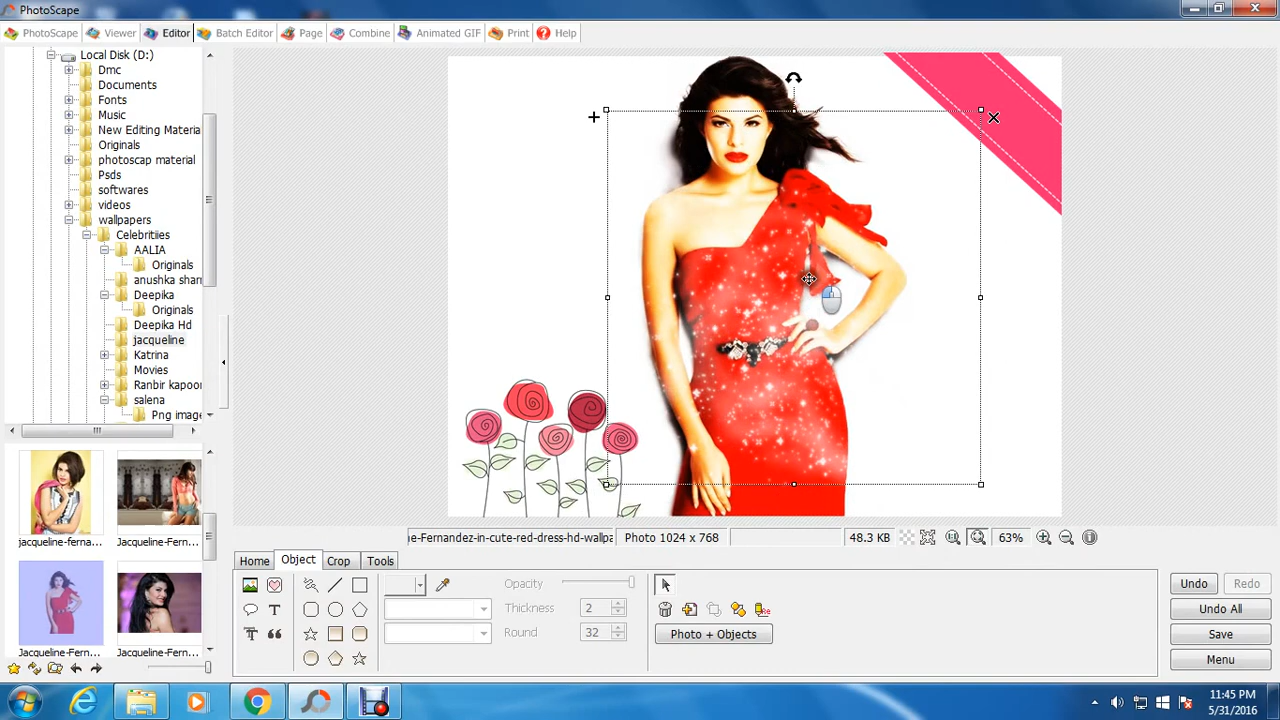 PhotoScape
PhotoScape
Viewer
Editor
Batch Editor
Page
Combine
Animated GIF
Print
Help
Local Disk (D:)
Dmc
Documents
Fonts
Music
New Editing Materia
Originals
photoscap material
Psds
softwares
videos
wallpapers
Celebritiies
AALIA
Originals
anushka shar
Deepika
Originals
Deepika Hd
jacqueline
Katrina
Movies
Ranbir kapoo
salena
Png image
jacqueline-ferna...
Jacqueline-Fern...
Jacqueline-Fern...
Jacqueline-Fern...
ie-Fernandez-in-cute-red-dress-hd-wallpa
Photo 1024 x 768
48.3 KB
63%
Home
Object
Crop
Tools
Opacity
Thickness
2
Round
32
Photo + Objects
Undo
Redo
Undo All
Save
Menu
11:45 PM
5/31/2016